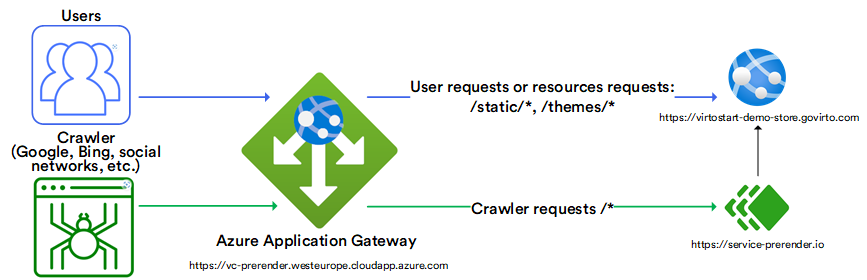 Users
User requests or resources requests:
/static/*, /themes/*
https://virtostart-demo-store.govirto.com
Crawler
(Google, Bing, social
networks, etc.)
Crawler requests /*
Azure Application Gateway
https://vc-prerender.westeurope.cloudapp.azure.com
https://service-prerender.io